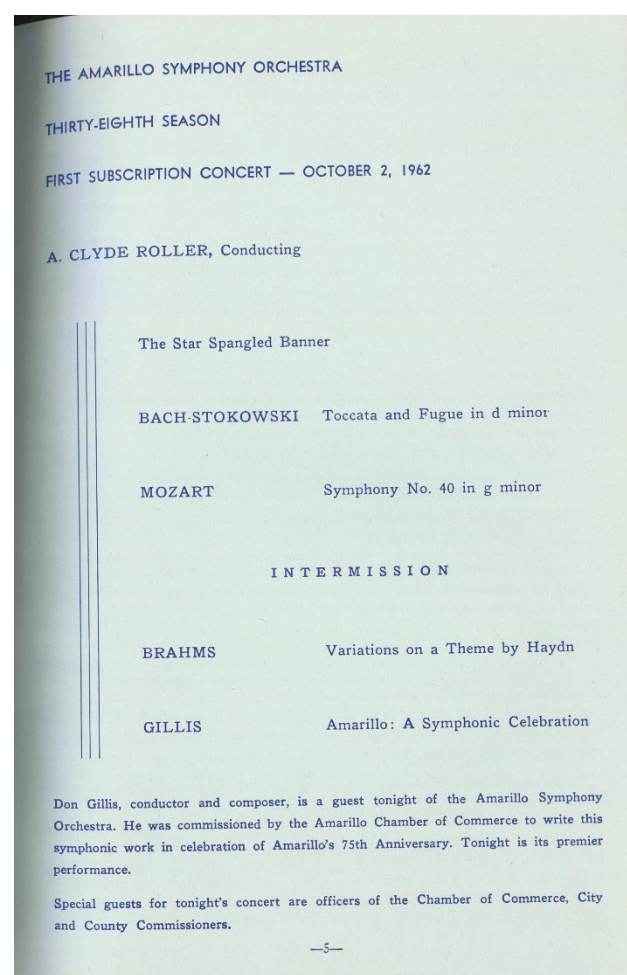 THE AMARILLO SYMPHONY ORCHESTRA
THIRTY-EIGHTH SEASON
FIRST SUBSCRIPTION CONCERT — OCTOBER 2, 1962
A. CLYDE ROLLER, Conducting
The Star Spangled Banner
BACH-STOKOWSKI Toccata and Fugue in d minor
MOZART Symphony No. 40 in g minor
INTERMISSION
BRAHMS Variations on a Theme by Haydn
GILLIS Amarillo: A Symphonic Celebration
Don Gillis, conductor and composer, is a guest tonight of the Amarillo Symphony
Orchestra. He was commissioned by the Amarillo Chamber of Commerce to write this
symphonic work in celebration of Amarillo's 75th Anniversary. Tonight is its premier
performance.
Special guests for tonight's concert are officers of the Chamber of Commerce, City
and County Commissioners.
—5—